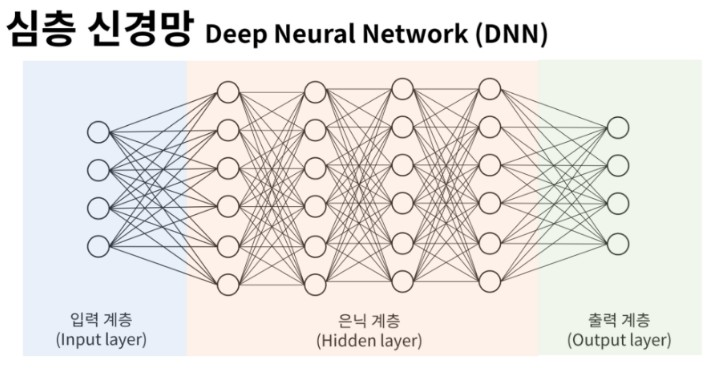 심층 신경망 Deep Neural Network (DNN)
입력 계층
(Input layer)
은닉 계층
(Hidden layer)
출력 계층
(Output layer)